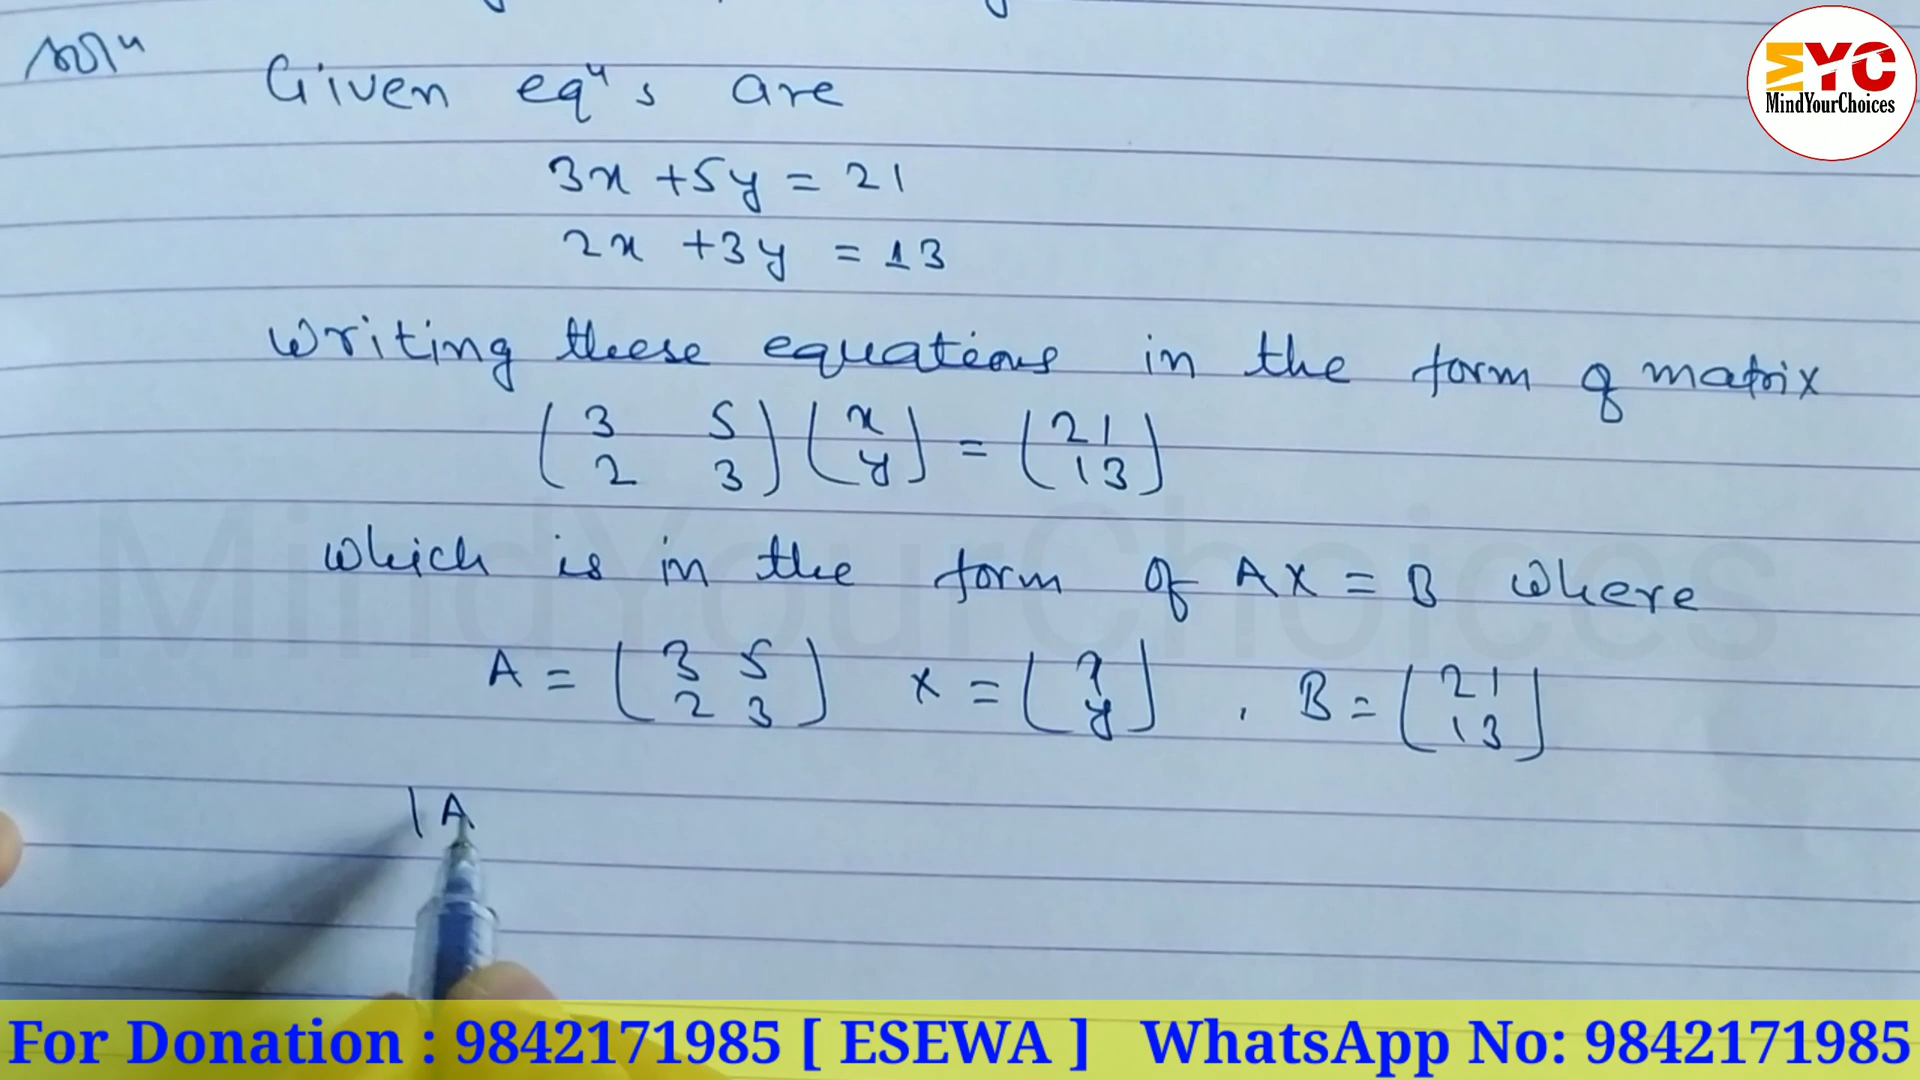 MYC
MindYourChoices
Solⁿ
Given eqⁿs are
3x + 5y = 21
2x + 3y = 13
Writing these equations in the form of matrix
( 3 5 ) ( x ) = ( 21 )
( 2 3 ) ( y ) ( 13 )
which is in the form of AX = B where
A = ( 3 5 ) X = ( x ) , B = ( 21 )
( 2 3 ) ( y ) ( 13 )
|A
MindYourChoices
For Donation : 9842171985 [ ESEWA ] WhatsApp No: 9842171985